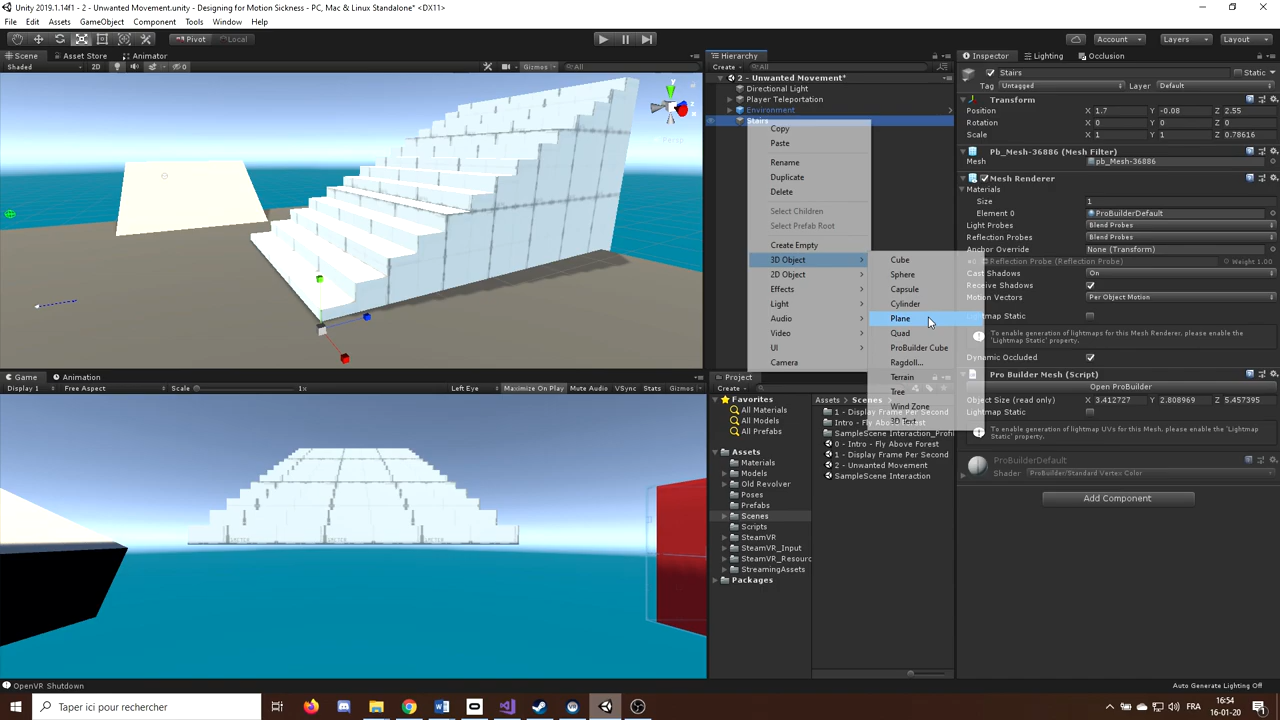 Unity 2019.1.14f1 - 2 - Unwanted Movement.unity - Designing for Motion Sickness - PC, Mac & Linux Standalone* <DX11>
File Edit Assets GameObject Component Tools Window Help
Pivot Local Account Layers Layout
Scene Asset Store Animator
Shaded 2D 0 Gizmos All
y
Persp
Hierarchy
Create All
2 - Unwanted Movement*
Directional Light
Player Teleportation
Environment
Stairs
Copy
Paste
Rename
Duplicate
Delete
Select Children
Select Prefab Root
Create Empty
3D Object
2D Object
Effects
Light
Audio
Video
UI
Camera
Cube
Sphere
Capsule
Cylinder
Plane
Quad
ProBuilder Cube
Ragdoll...
Terrain
Tree
Wind Zone
3D Text
Inspector Lighting Occlusion
Stairs Static
Tag Untagged Layer Default
Transform
Position X 1.7 Y -0.08 Z 2.55
Rotation X 0 Y 0 Z 0
Scale X 1 Y 1 Z 0.78616
Pb_Mesh-36886 (Mesh Filter)
Mesh pb_Mesh-36886
Mesh Renderer
Materials
Size 1
Element 0 ProBuilderDefault
Light Probes Blend Probes
Reflection Probes Blend Probes
Anchor Override None (Transform)
Reflection Probe (Reflection Probe) Weight 1.00
Cast Shadows On
Receive Shadows
Motion Vectors Per Object Motion
Lightmap Static
To enable generation of lightmaps for this Mesh Renderer, please enable the
'Lightmap Static' property.
Dynamic Occluded
Pro Builder Mesh (Script)
Open ProBuilder
Object Size (read only) X 3.412727 Y 2.808969 Z 5.457395
Lightmap Static
To enable generation of lightmap UVs for this Mesh, please enable the 'Lightmap
Static' property.
ProBuilderDefault
Shader ProBuilder/Standard Vertex Color
Add Component
Game Animation
Display 1 Free Aspect Scale 1x Left Eye Maximize On Play Mute Audio VSync Stats Gizmos
Project
Create
Favorites
All Materials
All Models
All Prefabs
Assets
Materials
Models
Old Revolver
Poses
Prefabs
Scenes
Scripts
SteamVR
SteamVR_Input
SteamVR_Resourc
StreamingAssets
Packages
Assets Scenes
1 - Display Frame Per Second
Intro - Fly Above Forest
SampleScene Interaction_Profil
0 - Intro - Fly Above Forest
1 - Display Frame Per Second
2 - Unwanted Movement
SampleScene Interaction
OpenVR Shutdown
Auto Generate Lighting Off
Taper ici pour rechercher
FRA
16:54
16-01-20